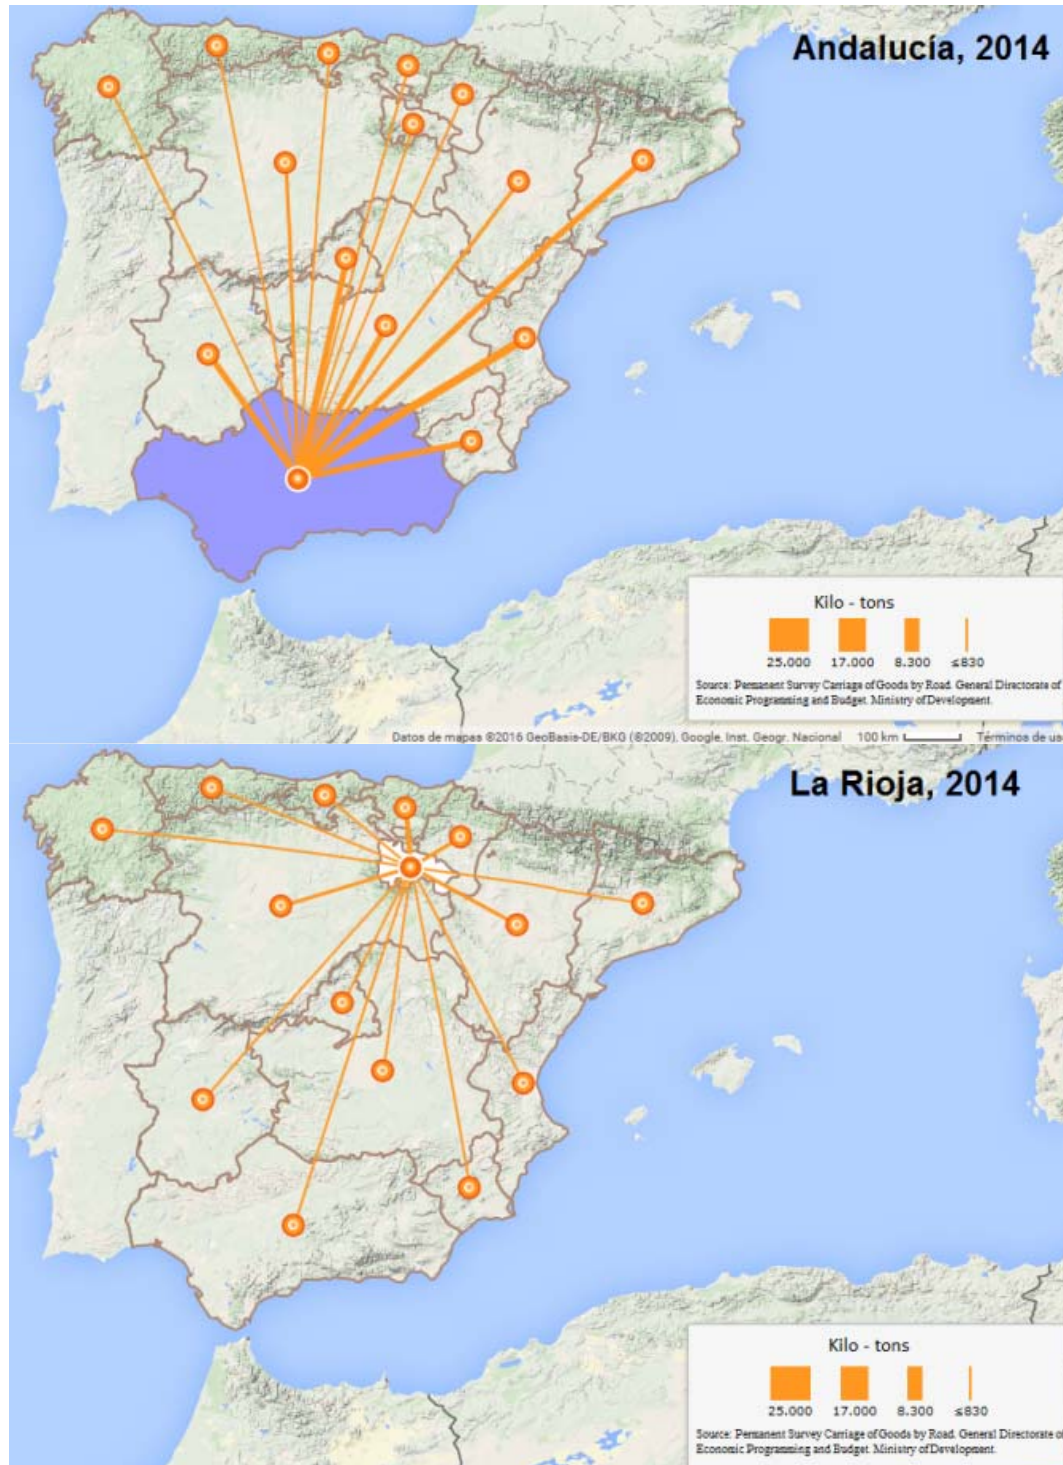 Andalucía, 2014
Kilo - tons
25.000 17.000 8.300 ≤830
Source: Permanent Survey Carriage of Goods by Road. General Directorate of
Economic Programming and Budget. Ministry of Development.
Datos de mapas ©2016 GeoBasis-DE/BKG (©2009), Google, Inst. Geogr. Nacional 100 km Términos de uso
La Rioja, 2014
Kilo - tons
25.000 17.000 8.300 ≤830
Source: Permanent Survey Carriage of Goods by Road. General Directorate of
Economic Programming and Budget. Ministry of Development.